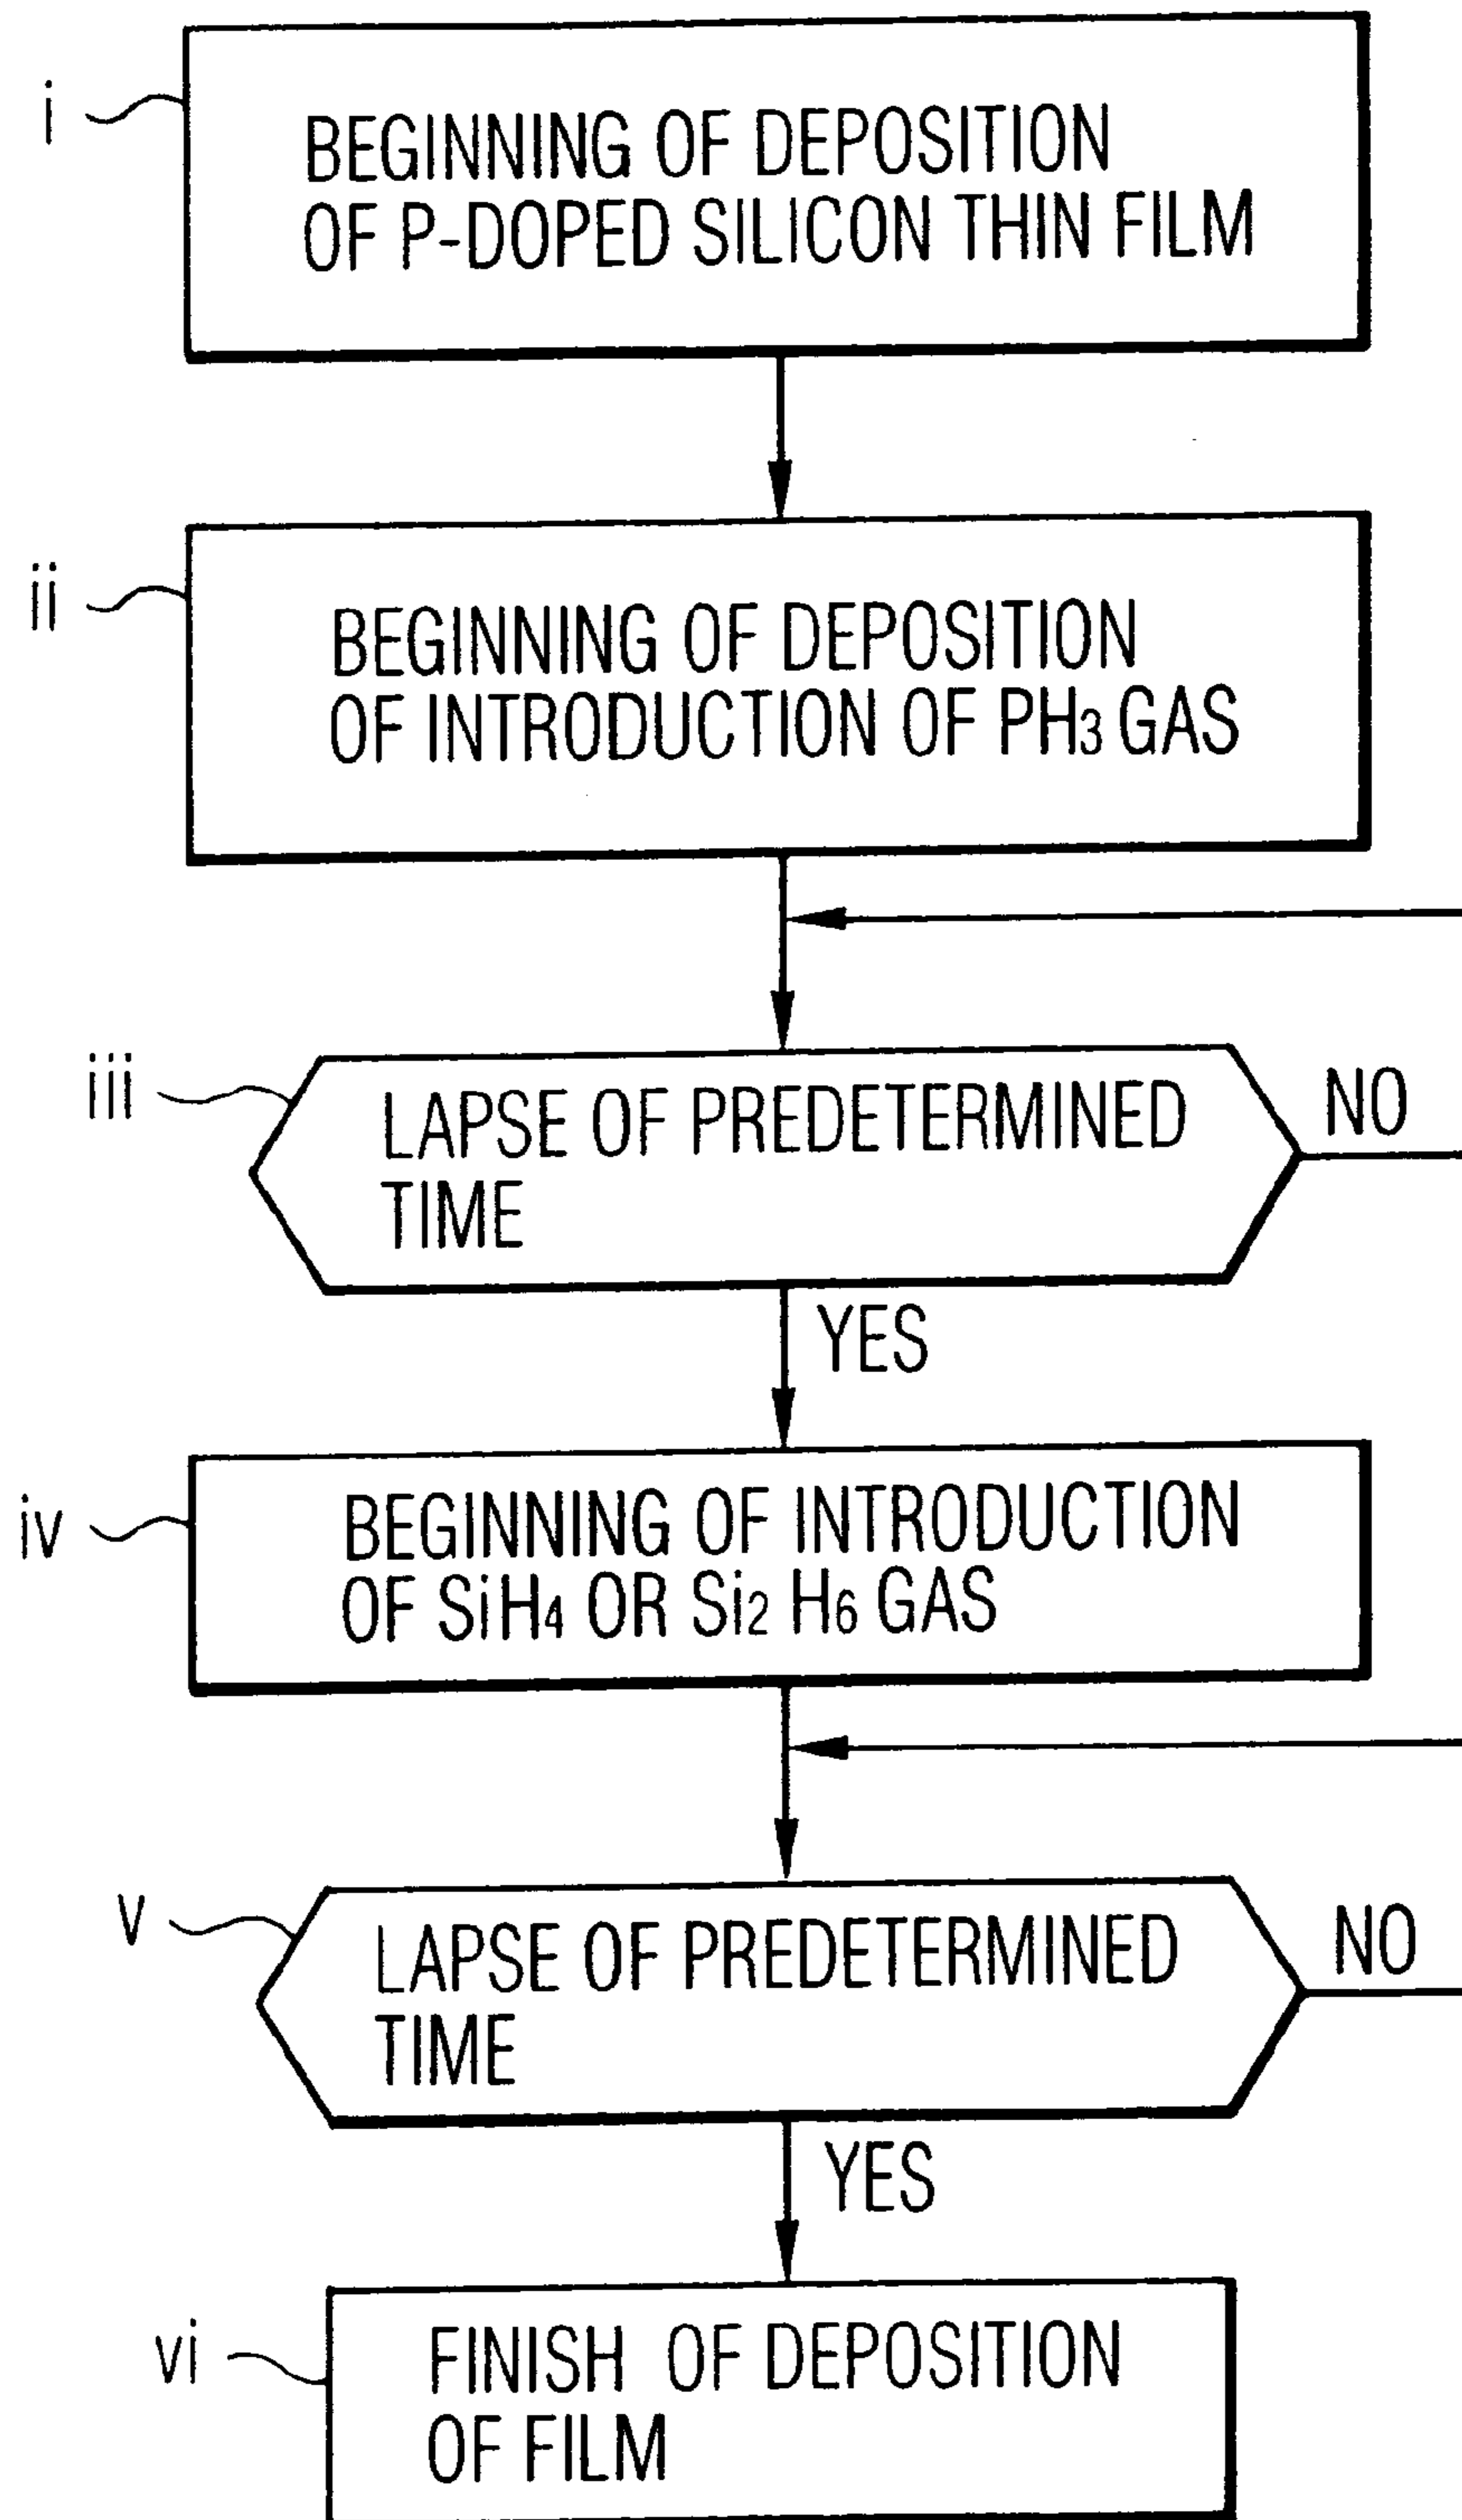 i
BEGINNING OF DEPOSITION
OF P-DOPED SILICON THIN FILM
ii
BEGINNING OF DEPOSITION
OF INTRODUCTION OF PH₃ GAS
iii
LAPSE OF PREDETERMINED
TIME
NO
YES
iv
BEGINNING OF INTRODUCTION
OF SiH₄ OR Si₂ H₆ GAS
v
LAPSE OF PREDETERMINED
TIME
NO
YES
vi
FINISH OF DEPOSITION
OF FILM